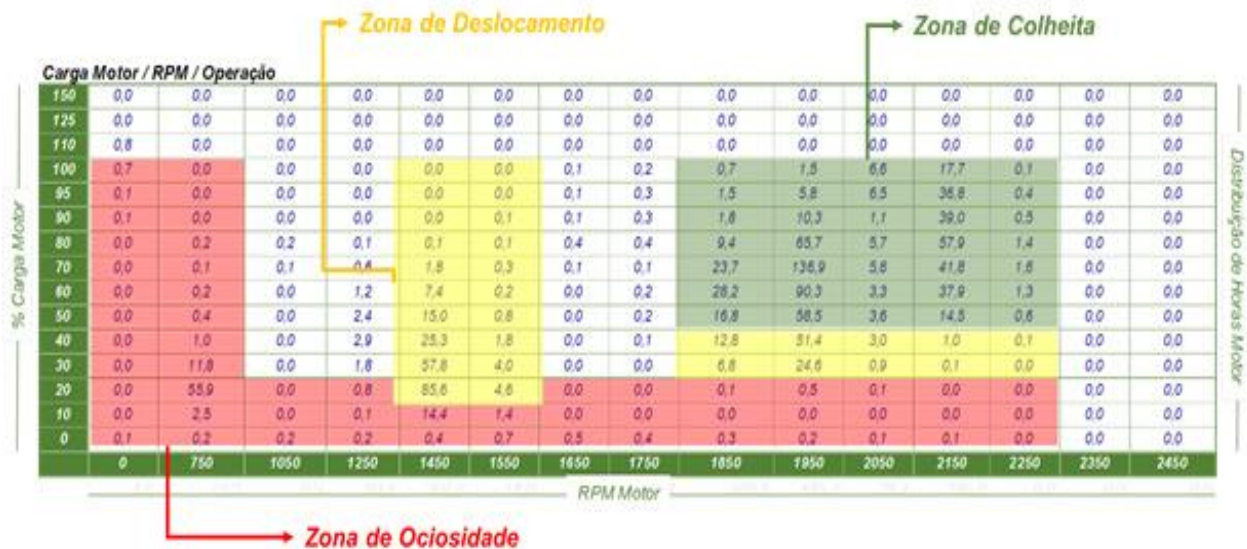 Zona de Deslocamento
Zona de Colheita
Carga Motor / RPM / Operação
150 0,0 0,0 0,0 0,0 0,0 0,0 0,0 0,0 0,0 0,0 0,0 0,0 0,0 0,0 0,0
125 0,0 0,0 0,0 0,0 0,0 0,0 0,0 0,0 0,0 0,0 0,0 0,0 0,0 0,0 0,0
110 0,8 0,0 0,0 0,0 0,0 0,0 0,0 0,0 0,0 0,0 0,0 0,0 0,0 0,0 0,0
100 0,7 0,0 0,0 0,0 0,0 0,0 0,1 0,2 0,7 1,5 6,6 17,7 0,1 0,0 0,0
95 0,1 0,0 0,0 0,0 0,0 0,0 0,1 0,3 1,5 5,8 6,5 36,8 0,4 0,0 0,0
90 0,1 0,0 0,0 0,0 0,0 0,1 0,1 0,3 1,8 10,3 1,1 39,0 0,5 0,0 0,0
80 0,0 0,2 0,2 0,1 0,1 0,1 0,4 0,4 9,4 65,7 5,7 57,9 1,4 0,0 0,0
70 0,0 0,1 0,1 0,6 1,8 0,3 0,1 0,1 23,7 136,9 5,8 41,8 1,6 0,0 0,0
60 0,0 0,2 0,0 1,2 7,4 0,2 0,0 0,2 28,2 90,3 3,3 37,9 1,3 0,0 0,0
50 0,0 0,4 0,0 2,4 15,0 0,8 0,0 0,2 16,8 58,5 3,6 14,5 0,6 0,0 0,0
40 0,0 1,0 0,0 2,9 25,3 1,8 0,0 0,1 12,8 51,4 3,0 1,0 0,1 0,0 0,0
30 0,0 11,8 0,0 1,8 57,8 4,0 0,0 0,0 6,8 24,6 0,9 0,1 0,0 0,0 0,0
20 0,0 55,9 0,0 0,8 85,6 4,6 0,0 0,0 0,1 0,5 0,1 0,0 0,0 0,0 0,0
10 0,0 2,5 0,0 0,1 14,4 1,4 0,0 0,0 0,0 0,0 0,0 0,0 0,0 0,0 0,0
0 0,1 0,2 0,2 0,2 0,4 0,7 0,5 0,4 0,3 0,2 0,1 0,1 0,0 0,0 0,0
0 750 1050 1250 1450 1550 1650 1750 1850 1950 2050 2150 2250 2350 2450
% Carga Motor
Distribuição de Horas Motor
RPM Motor
Zona de Ociosidade